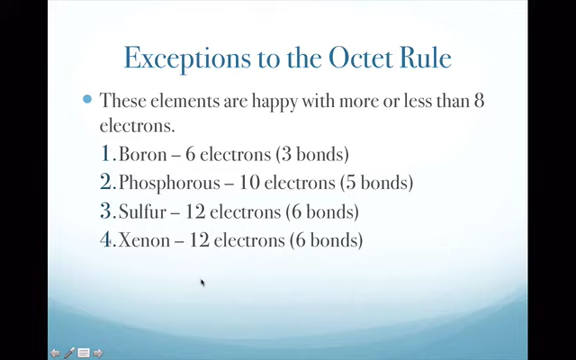 Exceptions to the Octet Rule
These elements are happy with more or less than 8
electrons.
1. Boron – 6 electrons (3 bonds)
2. Phosphorous – 10 electrons (5 bonds)
3. Sulfur – 12 electrons (6 bonds)
4. Xenon – 12 electrons (6 bonds)